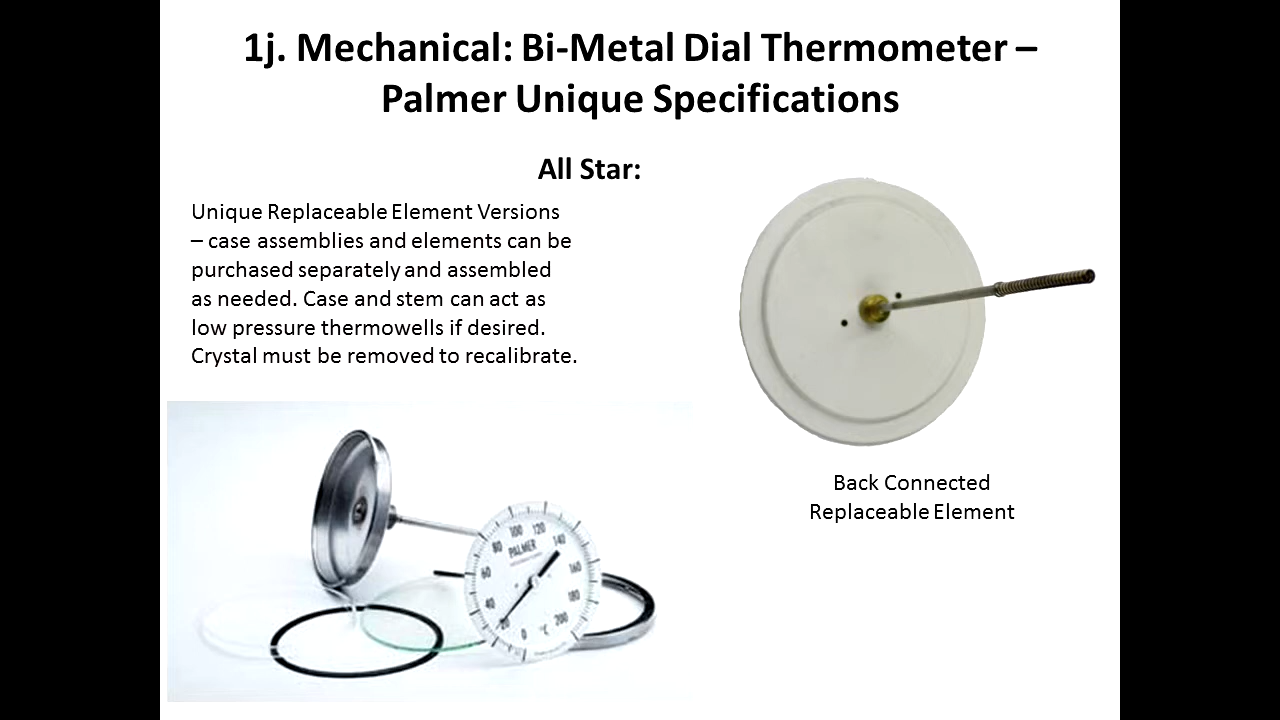 1j. Mechanical: Bi-Metal Dial Thermometer –
Palmer Unique Specifications
All Star:
Unique Replaceable Element Versions
– case assemblies and elements can be
purchased separately and assembled
as needed. Case and stem can act as
low pressure thermowells if desired.
Crystal must be removed to recalibrate.
Back Connected
Replaceable Element
PALMER
0
20
40
60
80
100
120
140
160
180
200
°C